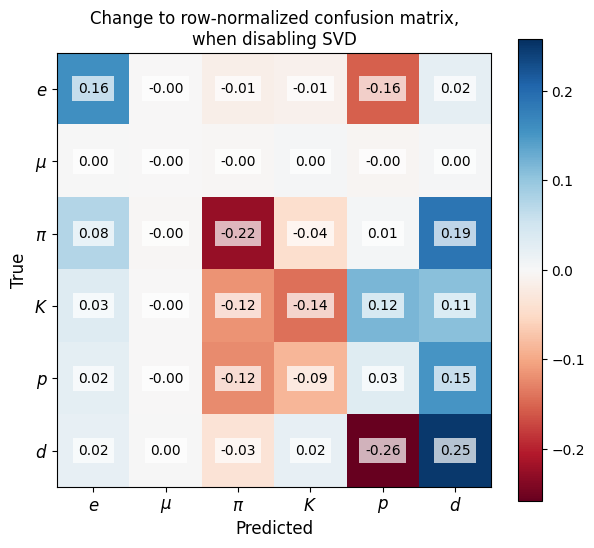 Change to row-normalized confusion matrix,
when disabling SVD
e 0.16 -0.00 -0.01 -0.01 -0.16 0.02
μ 0.00 -0.00 -0.00 0.00 -0.00 0.00
π 0.08 -0.00 -0.22 -0.04 0.01 0.19
K 0.03 -0.00 -0.12 -0.14 0.12 0.11
p 0.02 -0.00 -0.12 -0.09 0.03 0.15
d 0.02 0.00 -0.03 0.02 -0.26 0.25
e μ π K p d
Predicted
True
0.2
0.1
0.0
−0.1
−0.2